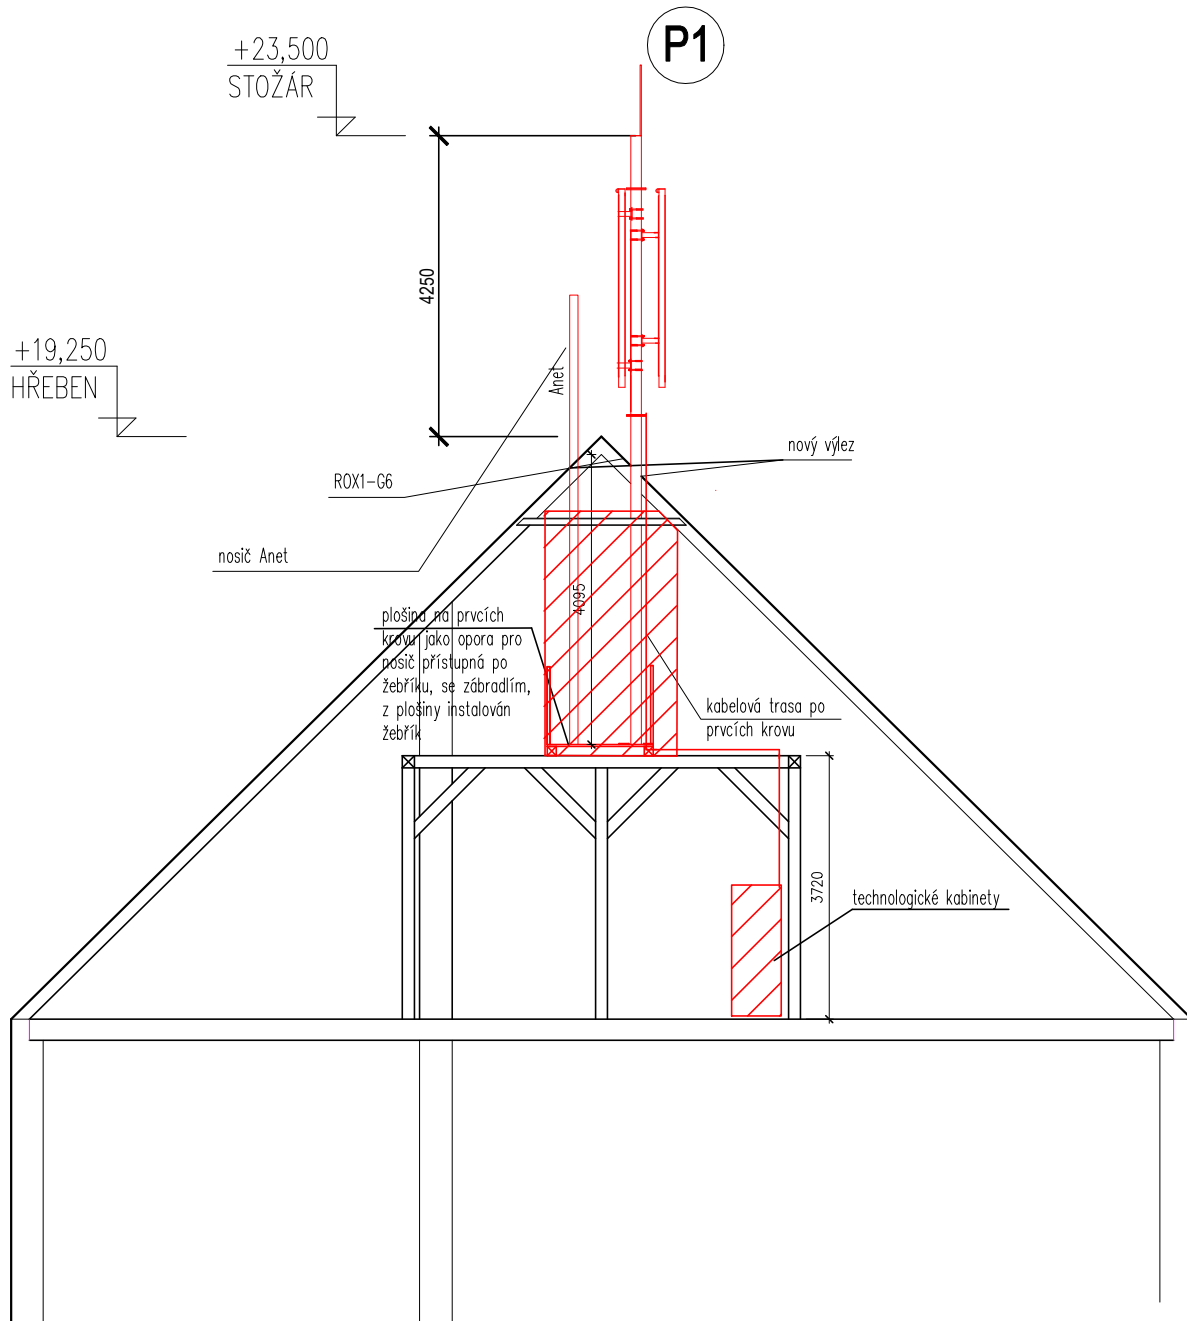 P1
+23,500
STOŽÁR
4250
+19,250
HŘEBEN
Anet
nový výlez
ROX1-G6
nosič Anet
4095
plošina na prvcích
krovu jako opora pro
nosič přístupná po
žebříku, se zábradlím,
z plošiny instalován
žebřík
kabelová trasa po
prvcích krovu
3720
technologické kabinety